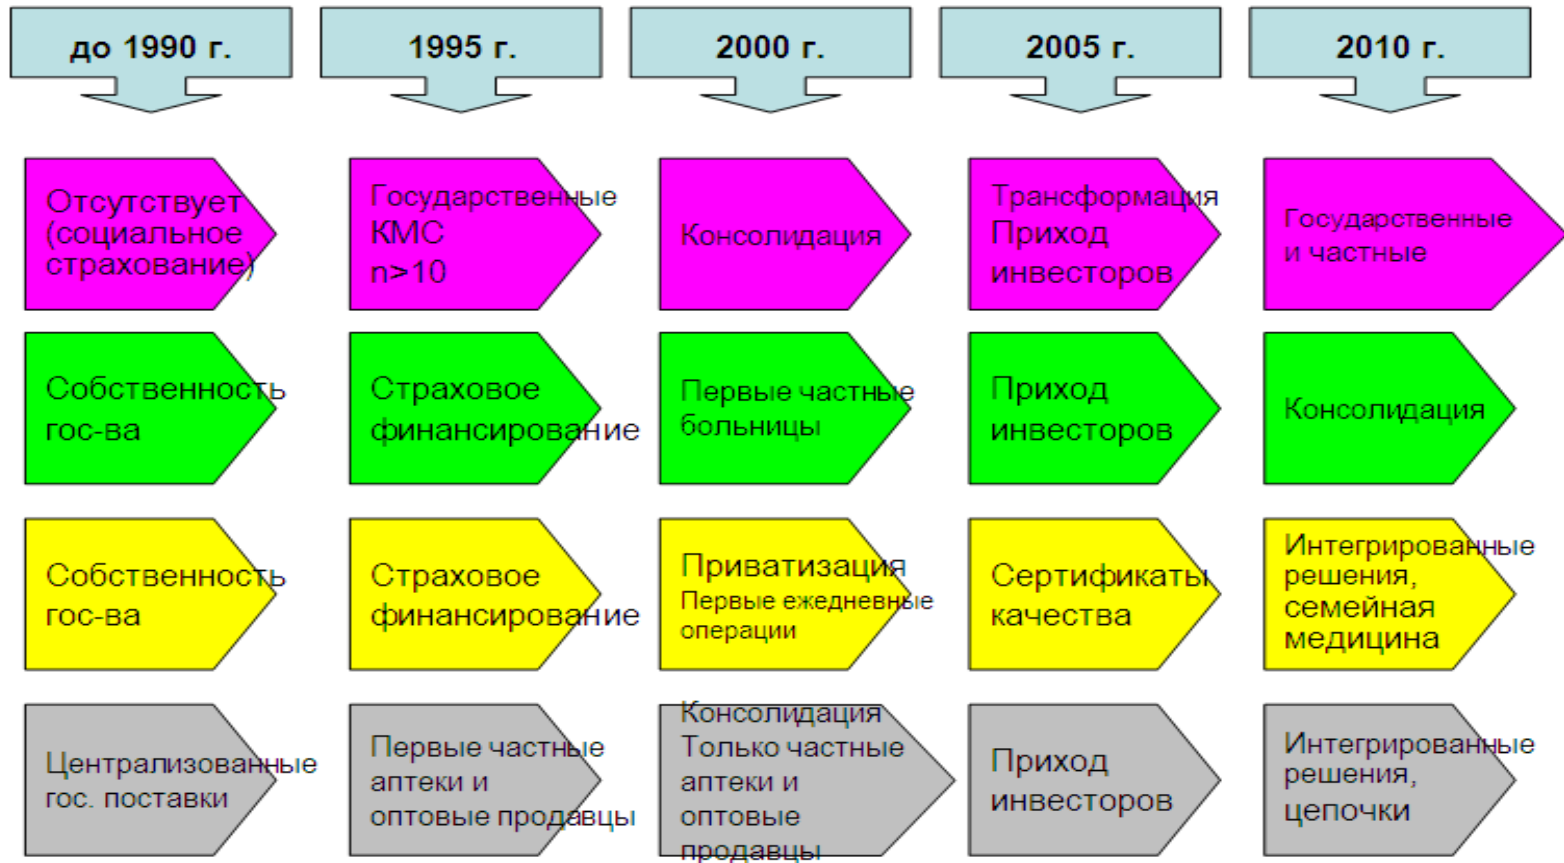 до 1990 г.
1995 г.
2000 г.
2005 г.
2010 г.
Отсутствует
(социальное
страхование)
Государственные
КМС
n>10
Консолидация
Трансформация
Приход
инвесторов
Государственные
и частные
Собственность
гос-ва
Страховое
финансирование
Первые частные
больницы
Приход
инвесторов
Консолидация
Собственность
гос-ва
Страховое
финансирование
Приватизация
Первые ежедневные
операции
Сертификаты
качества
Интегрированные
решения,
семейная
медицина
Централизованные
гос. поставки
Первые частные
аптеки и
оптовые продавцы
Консолидация
Только частные
аптеки и
оптовые
продавцы
Приход
инвесторов
Интегрированные
решения,
цепочки